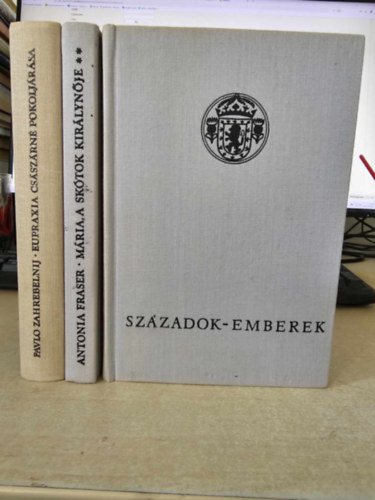 PAVLO ZAHREBELNIJ · EUPRAXIA CSÁSZÁRNÉ POKOLJÁRÁSA
ANTONIA FRASER · MÁRIA, A SKÓTOK KIRÁLYNŐJE **
SZÁZADOK-EMBEREK